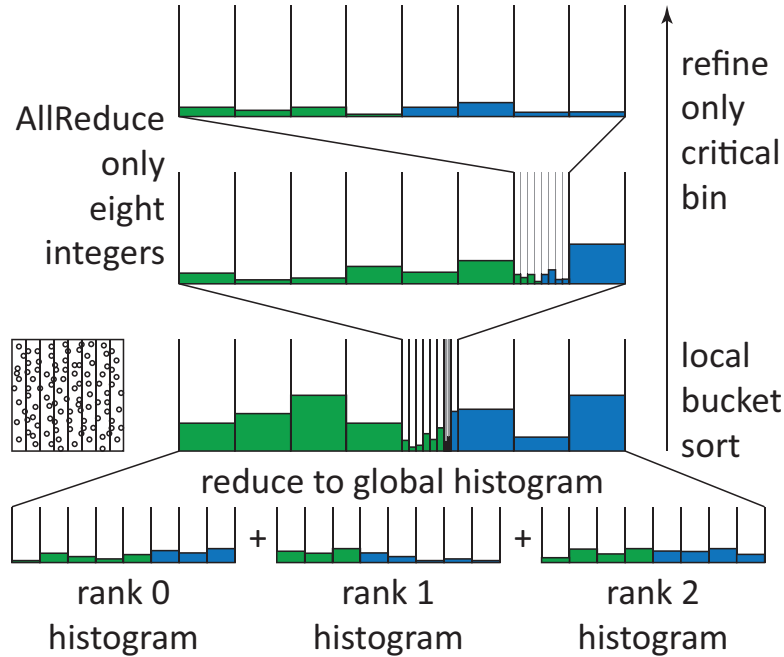 AllReduce
only
eight
integers
refine
only
critical
bin
local
bucket
sort
reduce to global histogram
+
+
rank 0
histogram
rank 1
histogram
rank 2
histogram